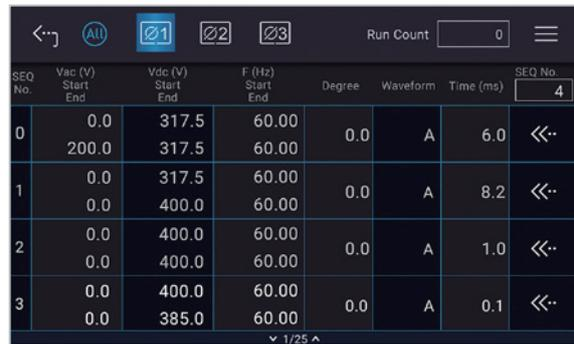 All Ø1 Ø2 Ø3 Run Count 0
SEQ No. Vac (V) Start End Vdc (V) Start End F (Hz) Start End Degree Waveform Time (ms) SEQ No. 4
0 0.0 317.5 60.00 0.0 A 6.0
200.0 317.5 60.00
1 0.0 317.5 60.00 0.0 A 8.2
0.0 400.0 60.00
2 0.0 400.0 60.00 0.0 A 1.0
0.0 400.0 60.00
3 0.0 400.0 60.00 0.0 A 0.1
0.0 385.0 60.00
1/25